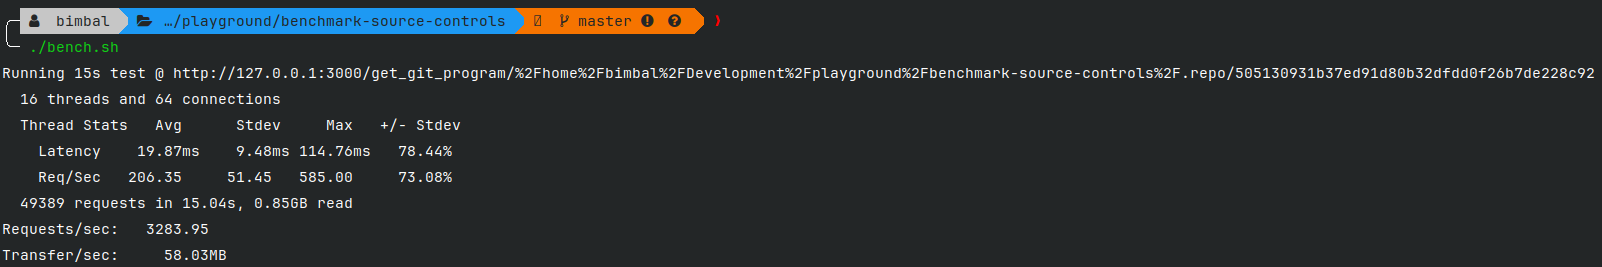 bimbal …/playground/benchmark-source-controls master ❯
./bench.sh
Running 15s test @ http://127.0.0.1:3000/get_git_program/%2Fhome%2Fbimbal%2FDevelopment%2Fplayground%2Fbenchmark-source-controls%2F.repo/505130931b37ed91d80b32dfdd0f26b7de228c92
16 threads and 64 connections
Thread Stats Avg Stdev Max +/- Stdev
Latency 19.87ms 9.48ms 114.76ms 78.44%
Req/Sec 206.35 51.45 585.00 73.08%
49389 requests in 15.04s, 0.85GB read
Requests/sec: 3283.95
Transfer/sec: 58.03MB